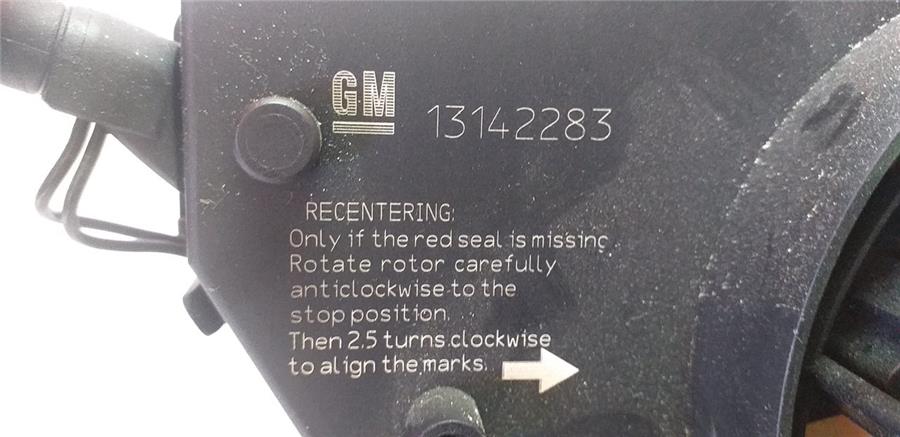 GM
13142283
RECENTERING:
Only if the red seal is missing.
Rotate rotor carefully
anticlockwise to the
stop position.
Then 2.5 turns clockwise
to align the marks.